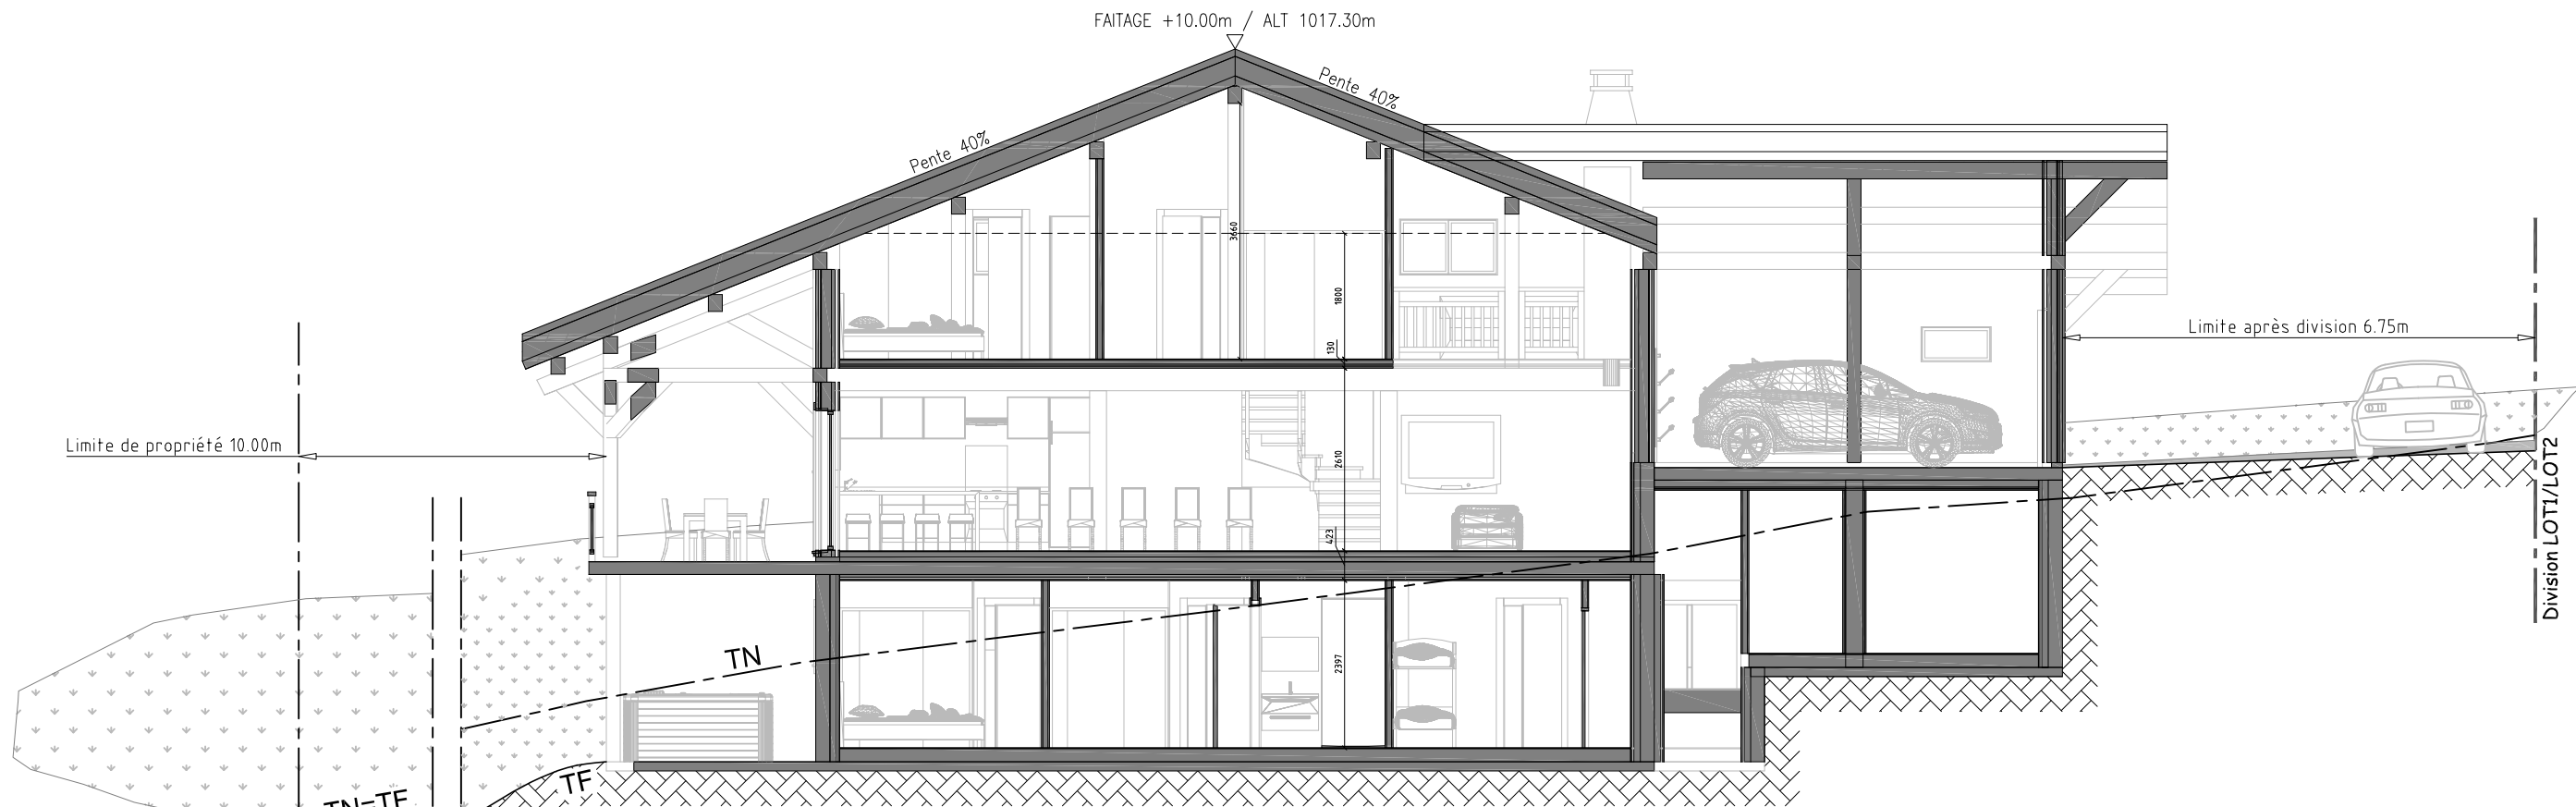 FAITAGE +10.00m / ALT 1017.30m
Pente 40%
Pente 40%
3660
1800
Limite après division 6.75m
130
Limite de propriété 10.00m
2610
Division LOT1/LOT2
423
TN
2397
TF
TN=TF